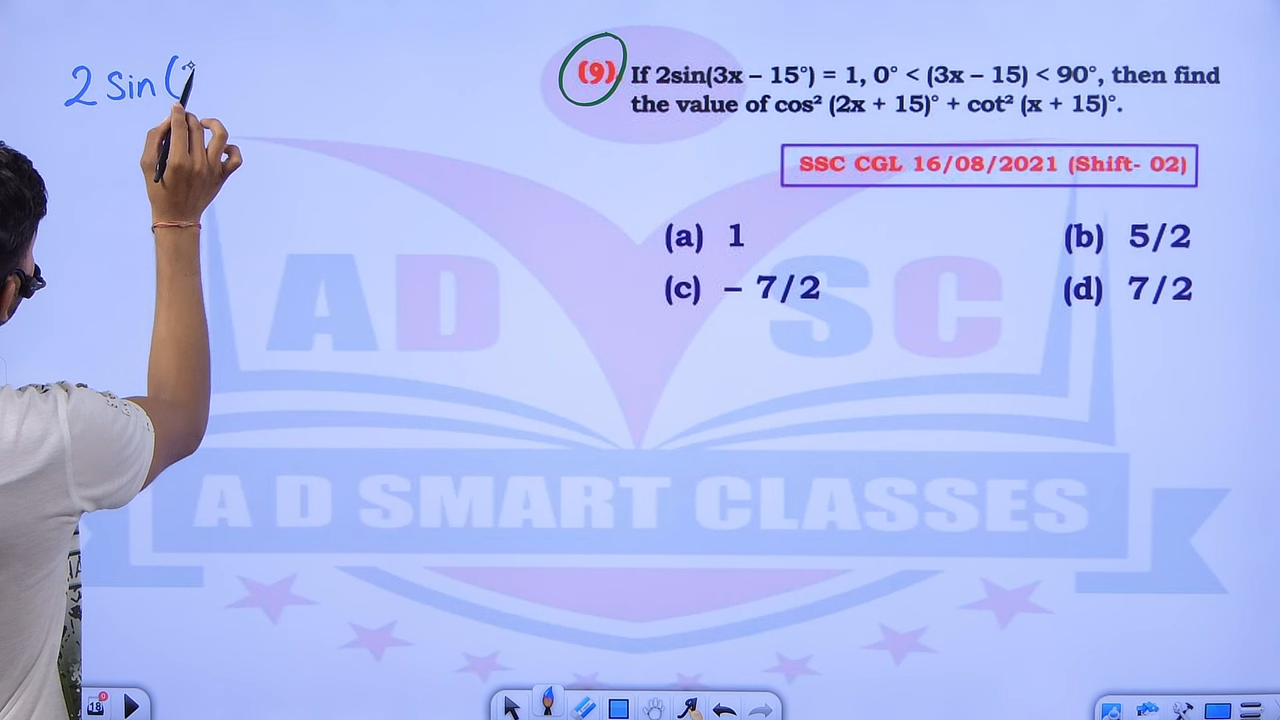 2 sin (
(9) If 2sin(3x – 15°) = 1, 0° < (3x – 15) < 90°, then find
the value of cos² (2x + 15)° + cot² (x + 15)°.
SSC CGL 16/08/2021 (Shift- 02)
(a) 1 (b) 5/2
(c) – 7/2 (d) 7/2
AD SC
A D SMART CLASSES
18